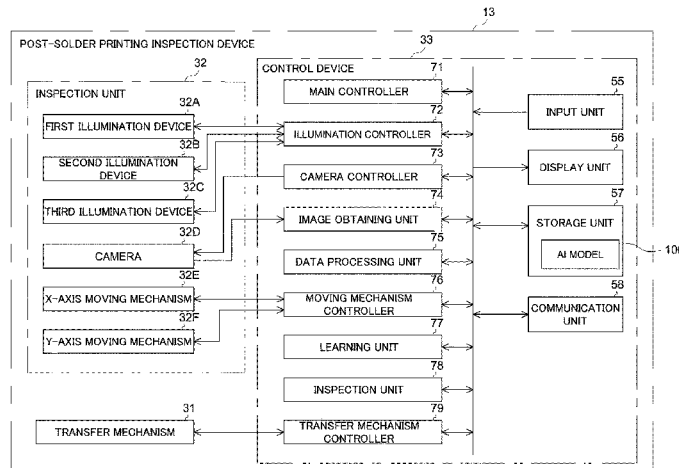 13
POST-SOLDER PRINTING INSPECTION DEVICE
32
33
INSPECTION UNIT
CONTROL DEVICE
32A
FIRST ILLUMINATION DEVICE
32B
SECOND ILLUMINATION
DEVICE
32C
THIRD ILLUMINATION DEVICE
32D
CAMERA
32E
X-AXIS MOVING MECHANISM
32F
Y-AXIS MOVING MECHANISM
31
TRANSFER MECHANISM
71
MAIN CONTROLLER
72
ILLUMINATION CONTROLLER
73
CAMERA CONTROLLER
74
IMAGE OBTAINING UNIT
75
DATA PROCESSING UNIT
76
MOVING MECHANISM
CONTROLLER
77
LEARNING UNIT
78
INSPECTION UNIT
79
TRANSFER MECHANISM
CONTROLLER
55
INPUT UNIT
56
DISPLAY UNIT
57
STORAGE UNIT
AI MODEL
58
COMMUNICATION
UNIT